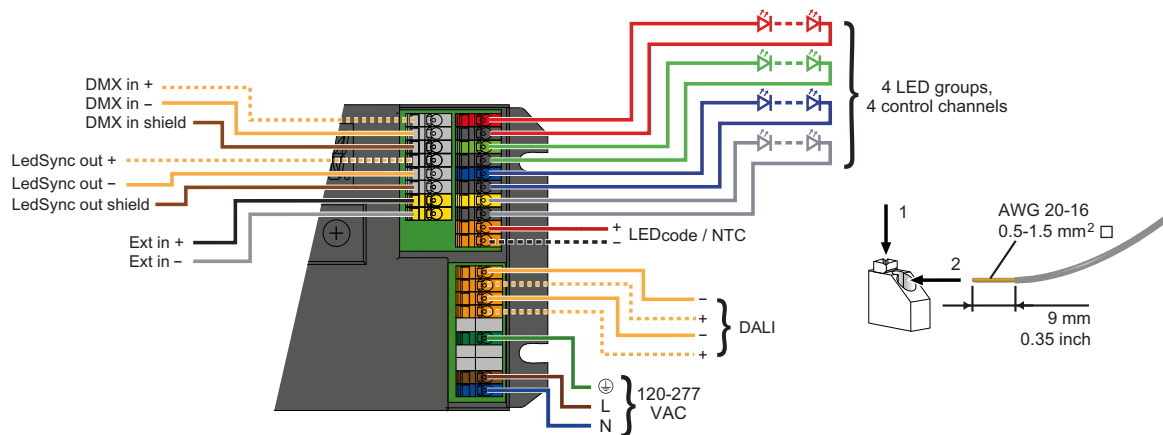 DMX in +
DMX in −
DMX in shield
LedSync out +
LedSync out −
LedSync out shield
Ext in +
Ext in −
4 LED groups,
4 control channels
+
−
LEDcode / NTC
−
+
−
+
DALI
L
N
120-277
VAC
1
2
AWG 20-16
0.5-1.5 mm² □
9 mm
0.35 inch